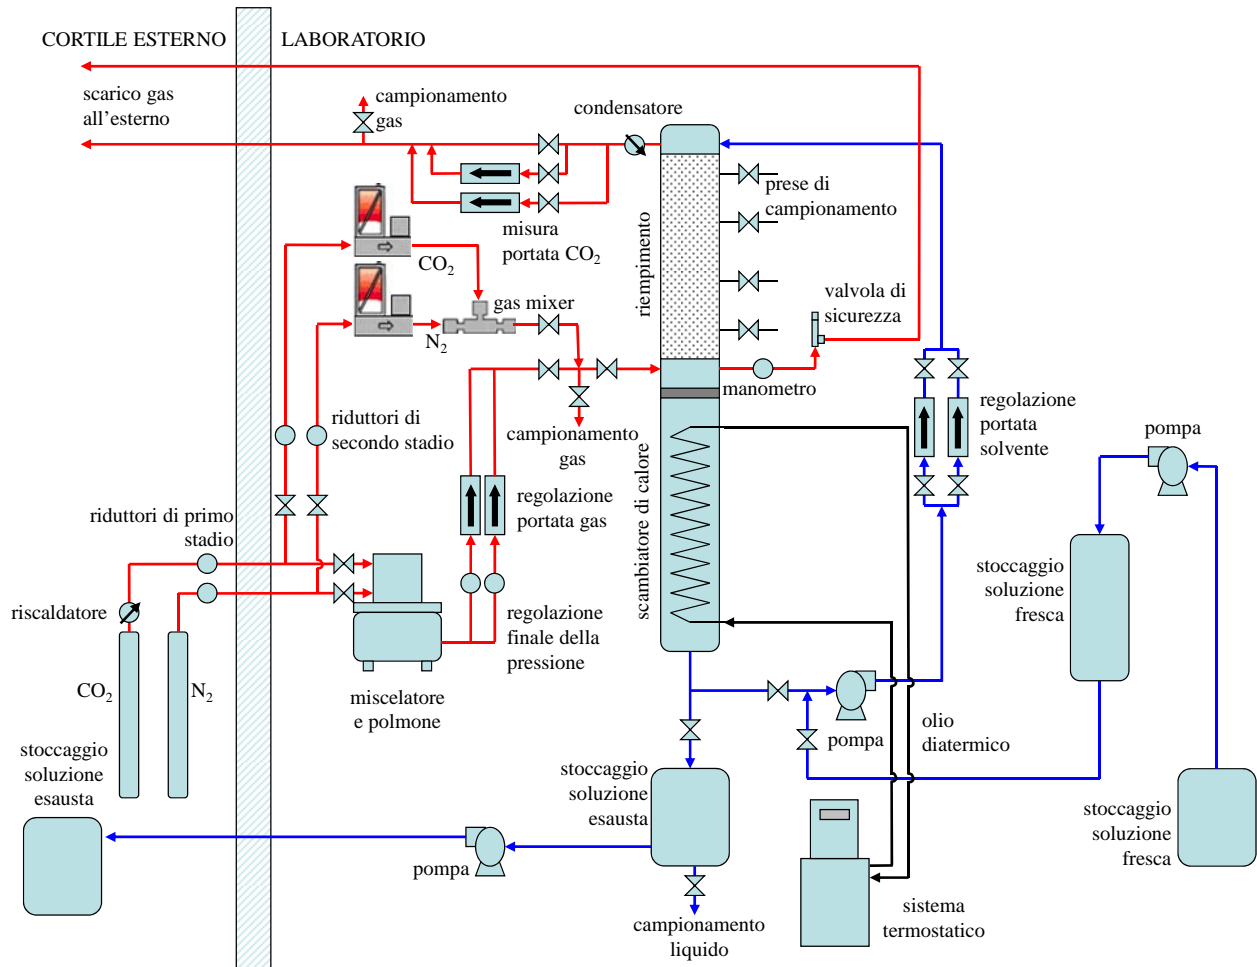 CORTILE ESTERNO
LABORATORIO
scarico gas
all'esterno
campionamento
gas
condensatore
prese di
campionamento
misura
portata CO2
riempimento
CO2
gas mixer
N2
valvola di
sicurezza
manometro
riduttori di
secondo stadio
campionamento
gas
regolazione
portata
solvente
pompa
regolazione
portata gas
scambiatore di calore
riduttori di primo
stadio
stoccaggio
soluzione
fresca
riscaldatore
regolazione
finale della
pressione
CO2
N2
miscelatore
e polmone
olio
diatermico
pompa
stoccaggio
soluzione
esausta
stoccaggio
soluzione
esausta
stoccaggio
soluzione
fresca
pompa
campionamento
liquido
sistema
termostatico